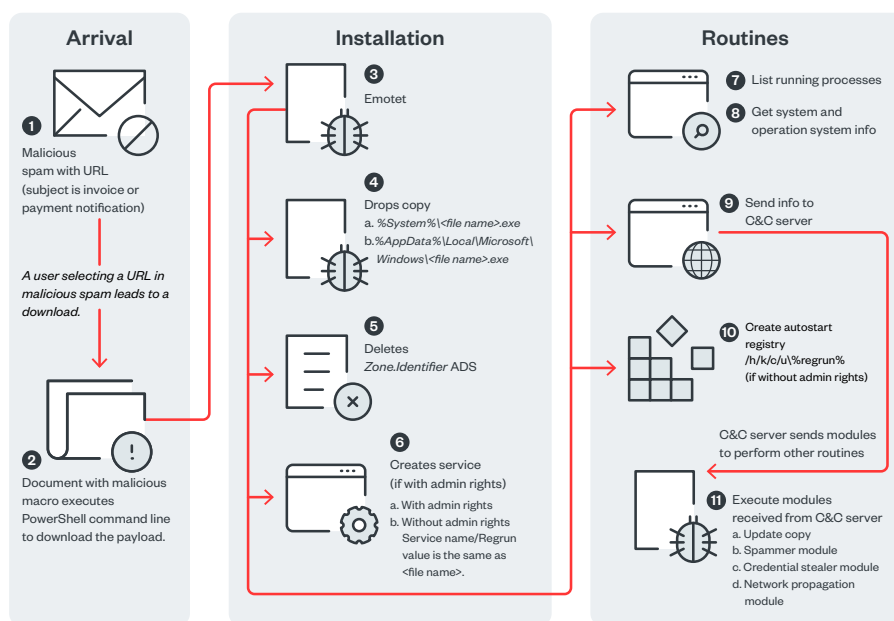 Arrival
1
Malicious
spam with URL
(subject is invoice or
payment notification)
A user selecting a URL in
malicious spam leads to a
download.
!
2
Document with malicious
macro executes
PowerShell command line
to download the payload.
Installation
3
Emotet
4
Drops copy
a. %System%\<file name>.exe
b.%AppData%\Local\Microsoft\
Windows\<file name>.exe
5
Deletes
Zone.Identifier ADS
6
Creates service
(if with admin rights)
a. With admin rights
b. Without admin rights
Service name/Regrun
value is the same as
<file name>.
Routines
7 List running processes
8 Get system and
operation system info
9 Send info to
C&C server
10 Create autostart
registry
/h/k/c/u\%regrun%
(if without admin rights)
C&C server sends modules
to perform other routines
11 Execute modules
received from C&C server
a. Update copy
b. Spammer module
c. Credential stealer module
d. Network propagation
module